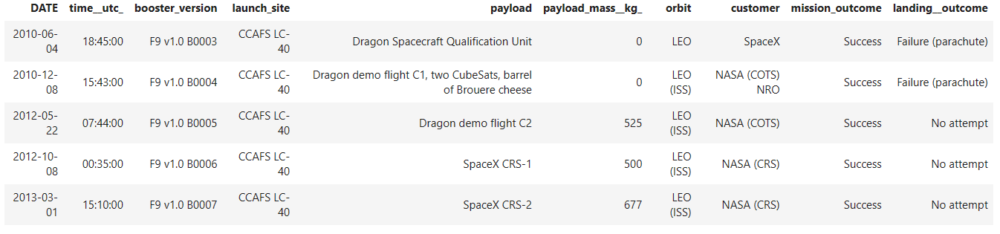 DATE time__utc_ booster_version launch_site payload payload_mass__kg_ orbit customer mission_outcome landing__outcome
2010-06-
04 18:45:00 F9 v1.0 B0003 CCAFS LC-
40 Dragon Spacecraft Qualification Unit 0 LEO SpaceX Success Failure (parachute)
2010-12-
08 15:43:00 F9 v1.0 B0004 CCAFS LC-
40 Dragon demo flight C1, two CubeSats, barrel
of Brouere cheese 0 LEO
(ISS) NASA (COTS)
NRO Success Failure (parachute)
2012-05-
22 07:44:00 F9 v1.0 B0005 CCAFS LC-
40 Dragon demo flight C2 525 LEO
(ISS) NASA (COTS) Success No attempt
2012-10-
08 00:35:00 F9 v1.0 B0006 CCAFS LC-
40 SpaceX CRS-1 500 LEO
(ISS) NASA (CRS) Success No attempt
2013-03-
01 15:10:00 F9 v1.0 B0007 CCAFS LC-
40 SpaceX CRS-2 677 LEO
(ISS) NASA (CRS) Success No attempt